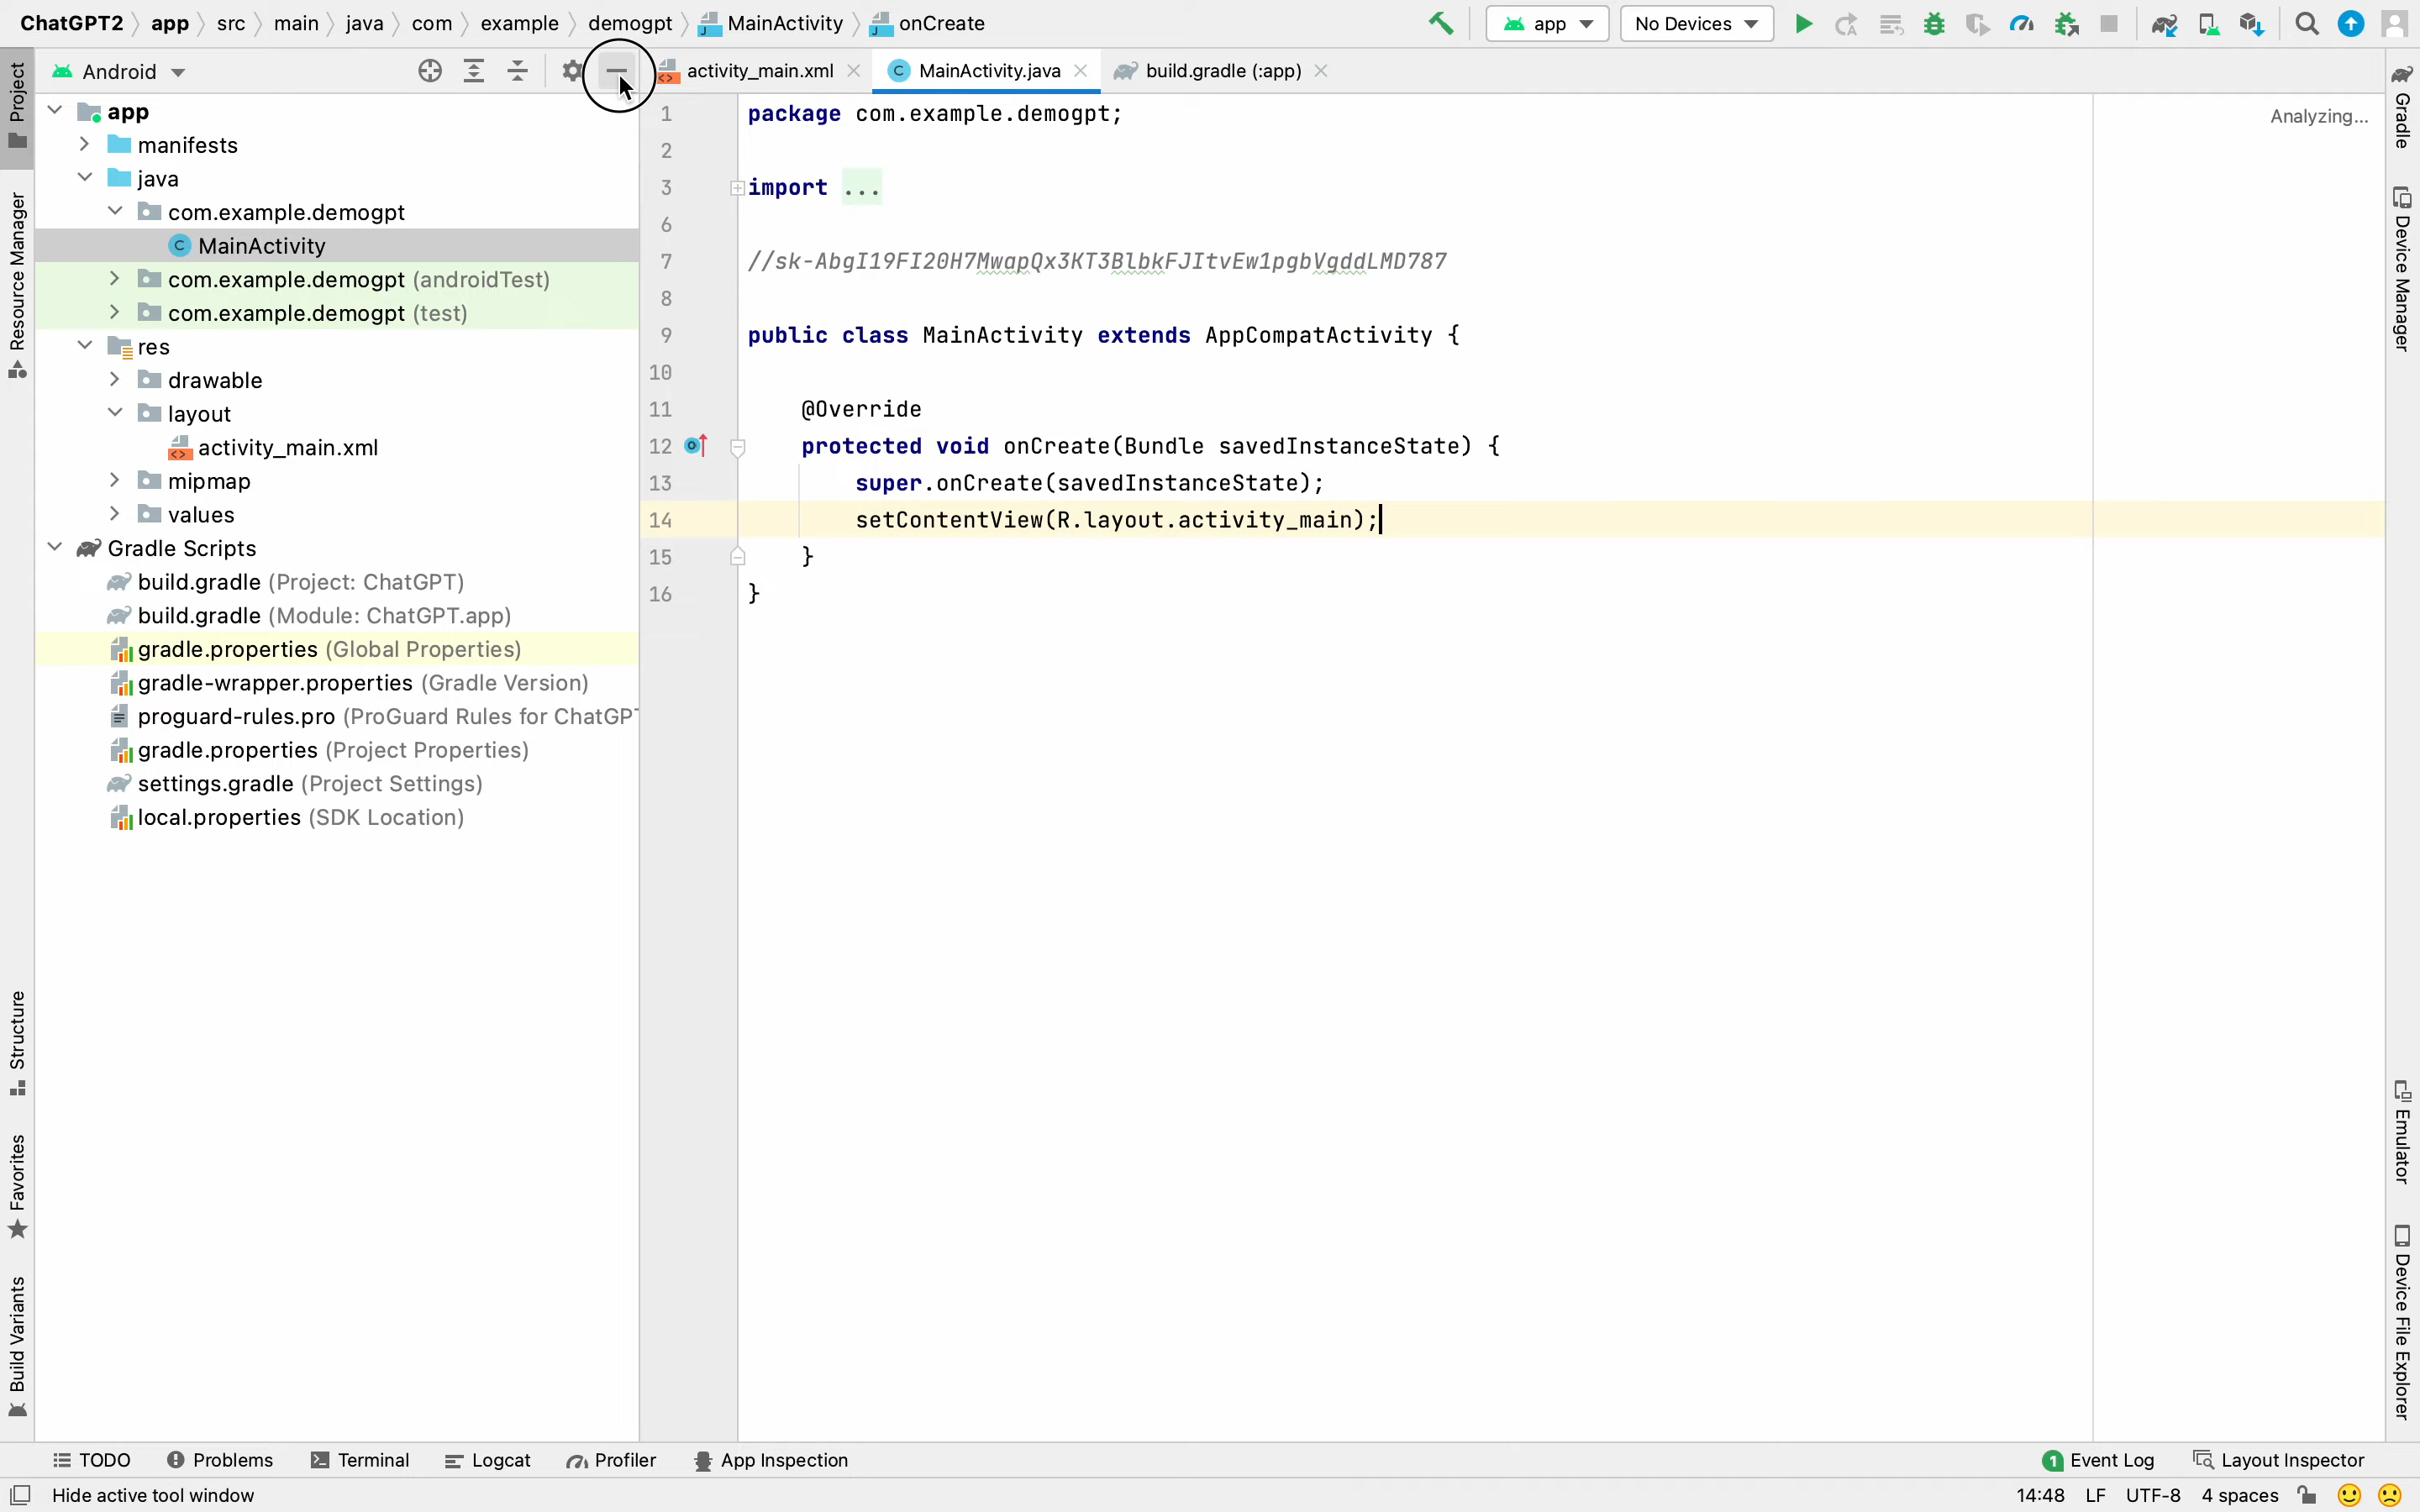 ChatGPT2 app src main java com example demogpt MainActivity onCreate
app No Devices
Project
Android
activity_main.xml MainActivity.java build.gradle (:app)
Gradle
app
manifests
java
com.example.demogpt
MainActivity
com.example.demogpt (androidTest)
com.example.demogpt (test)
res
drawable
layout
activity_main.xml
mipmap
values
Gradle Scripts
build.gradle (Project: ChatGPT)
build.gradle (Module: ChatGPT.app)
gradle.properties (Global Properties)
gradle-wrapper.properties (Gradle Version)
proguard-rules.pro (ProGuard Rules for ChatGPT
gradle.properties (Project Properties)
settings.gradle (Project Settings)
local.properties (SDK Location)
Resource Manager
Structure
Favorites
Build Variants
1 package com.example.demogpt;
2
3 import ...
6
7 //sk-AbgI19FI20H7MwapQx3KT3BlbkFJItvEw1pgbVgddLMD787
8
9 public class MainActivity extends AppCompatActivity {
10
11 @Override
12 protected void onCreate(Bundle savedInstanceState) {
13 super.onCreate(savedInstanceState);
14 setContentView(R.layout.activity_main);
15 }
16 }
Analyzing...
Device Manager
Emulator
Device File Explorer
TODO Problems Terminal Logcat Profiler App Inspection 1 Event Log Layout Inspector
Hide active tool window 14:48 LF UTF-8 4 spaces